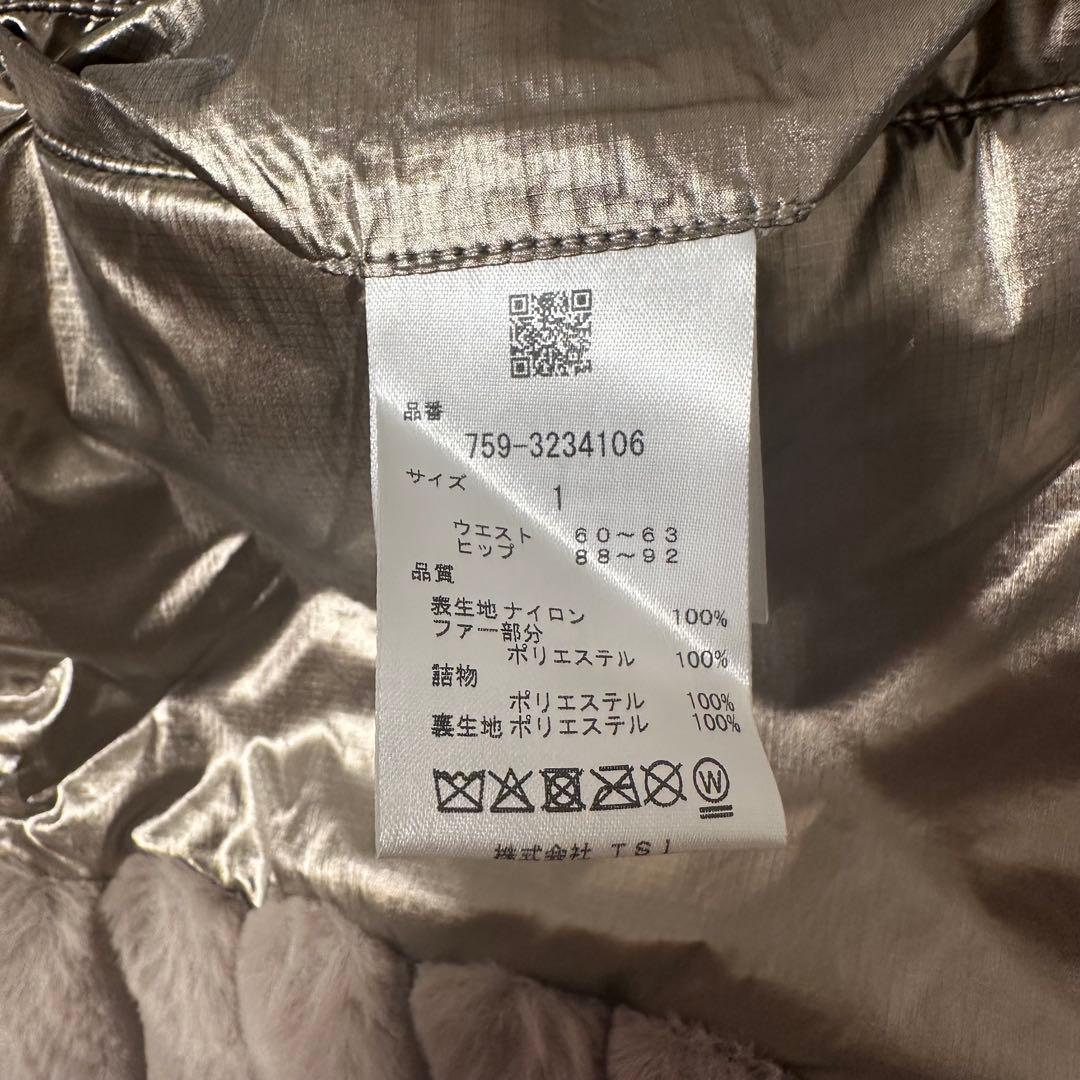 品番
759-3234106
サイズ
1
ウエスト 60～63
ヒップ 88～92
品質
表生地 ナイロン 100%
ファー部分
ポリエステル 100%
詰物
ポリエステル 100%
裏生地 ポリエステル 100%
W
株式会社 TSI